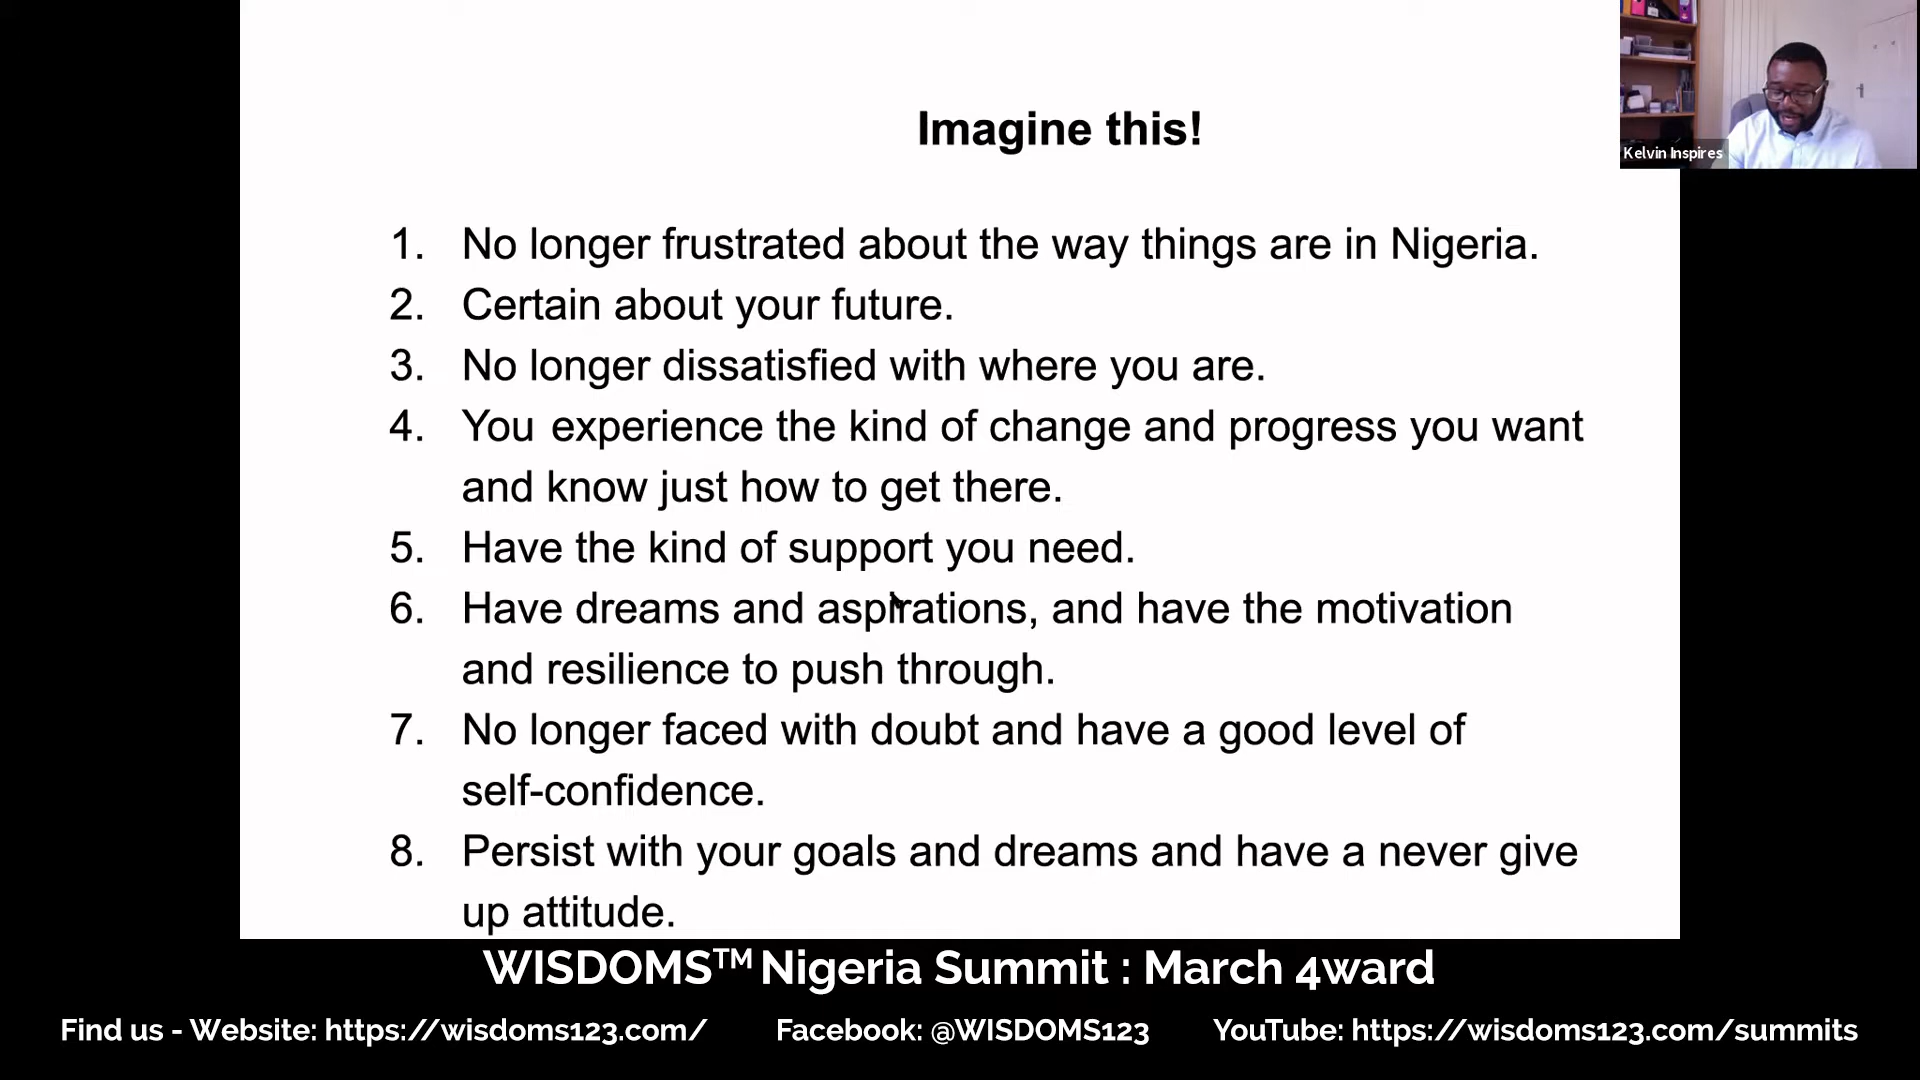 Imagine this!
Kelvin Inspires
1. No longer frustrated about the way things are in Nigeria.
2. Certain about your future.
3. No longer dissatisfied with where you are.
4. You experience the kind of change and progress you want
and know just how to get there.
5. Have the kind of support you need.
6. Have dreams and aspirations, and have the motivation
and resilience to push through.
7. No longer faced with doubt and have a good level of
self-confidence.
8. Persist with your goals and dreams and have a never give
up attitude.
WISDOMS™ Nigeria Summit : March 4ward
Find us - Website: https://wisdoms123.com/ Facebook: @WISDOMS123 YouTube: https://wisdoms123.com/summits